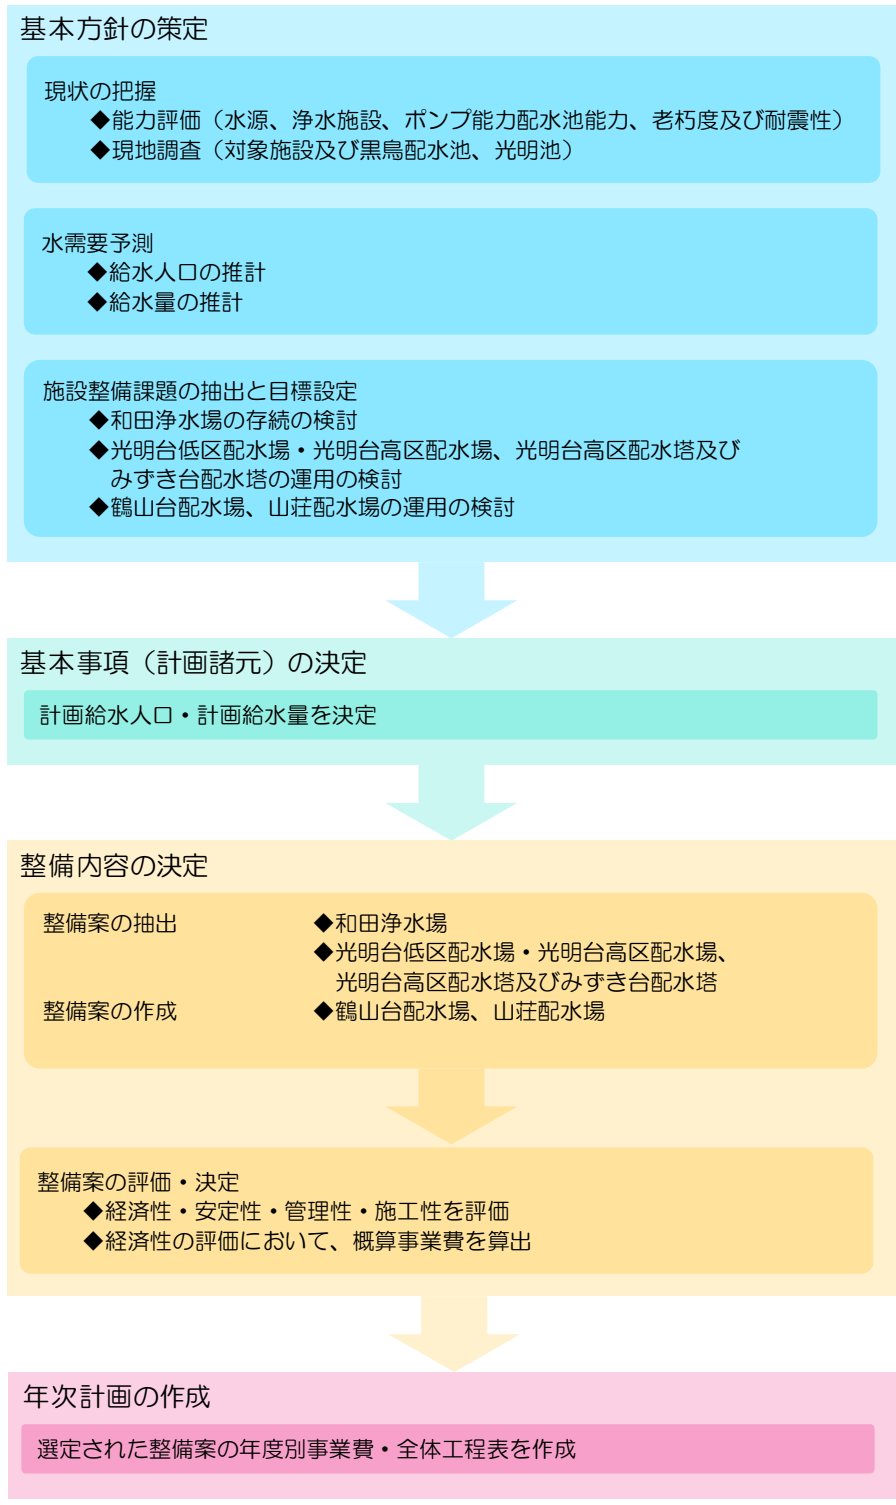 基本方針の策定
現状の把握
◆能力評価（水源、浄水施設、ポンプ能力配水池能力、老朽度及び耐震性）
◆現地調査（対象施設及び黒鳥配水池、光明池）
水需要予測
◆給水人口の推計
◆給水量の推計
施設整備課題の抽出と目標設定
◆和田浄水場の存続の検討
◆光明台低区配水場・光明台高区配水場、光明台高区配水塔及び
みずき台配水塔の運用の検討
◆鶴山台配水場、山荘配水場の運用の検討
基本事項（計画諸元）の決定
計画給水人口・計画給水量を決定
整備内容の決定
整備案の抽出 ◆和田浄水場
◆光明台低区配水場・光明台高区配水場、
光明台高区配水塔及びみずき台配水塔
整備案の作成 ◆鶴山台配水場、山荘配水場
整備案の評価・決定
◆経済性・安定性・管理性・施工性を評価
◆経済性の評価において、概算事業費を算出
年次計画の作成
選定された整備案の年度別事業費・全体工程表を作成